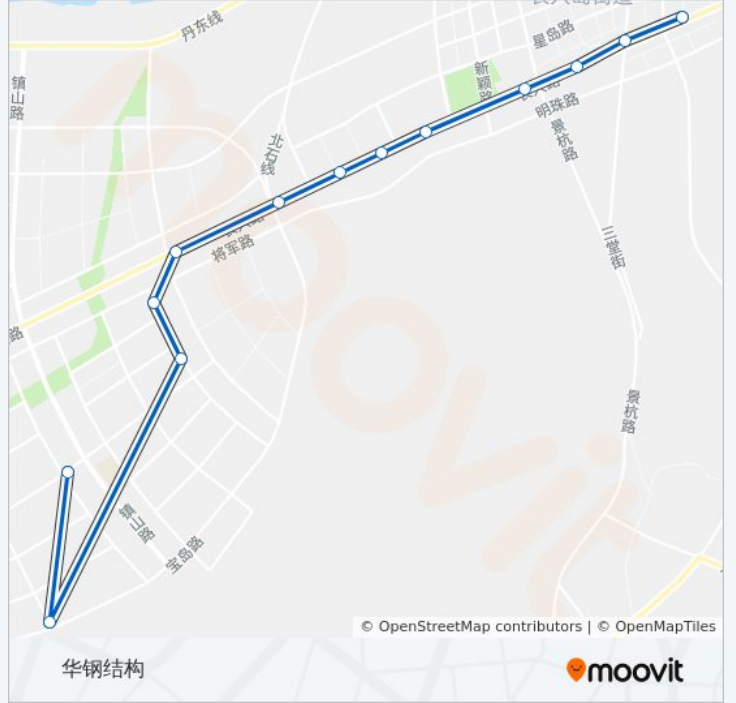 丹东线
星岛路
镇山路
新颖路
明珠路
景杭路
北石线
将军路
三堂街
路
景杭路
镇山路
宝岛路
© OpenStreetMap contributors | © OpenMapTiles
华钢结构
moovit